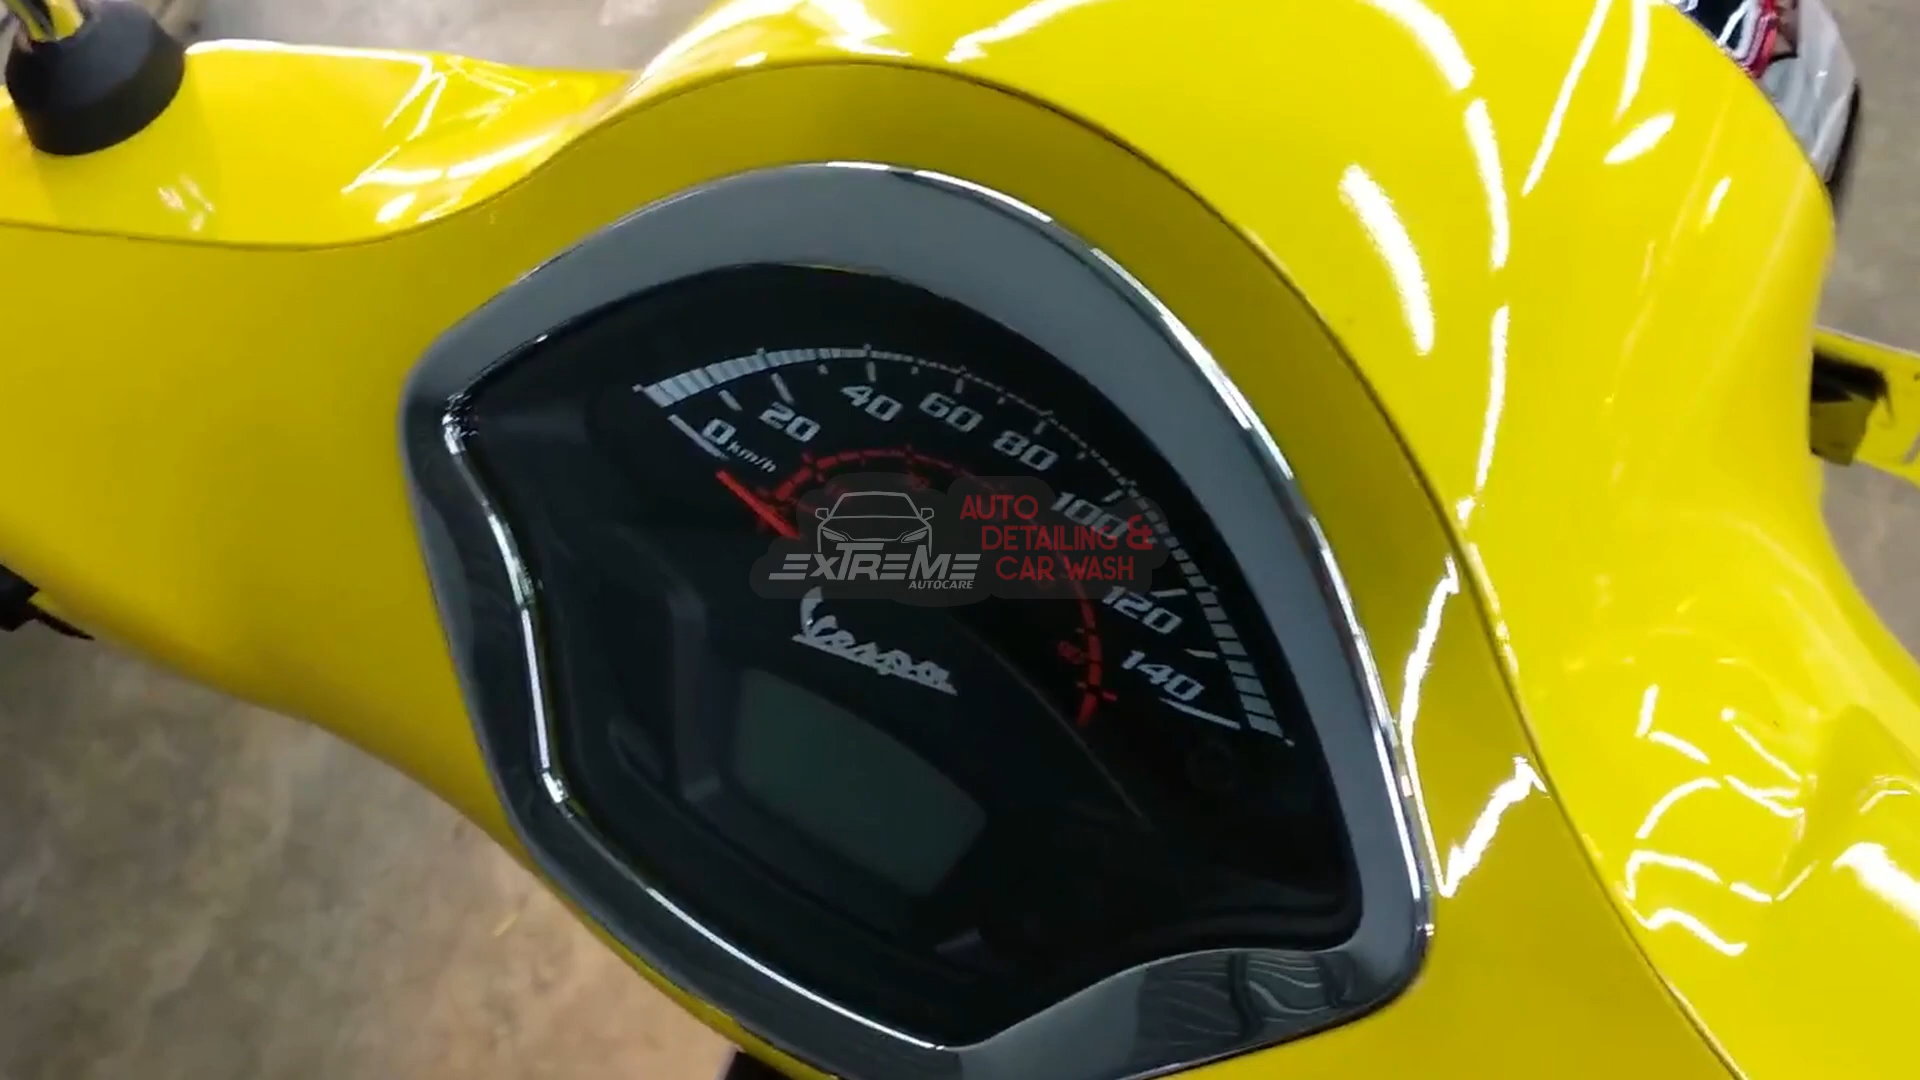 0 20 40 60 80 100 120 140
km/h
EXTREME
AUTOCARE
AUTO
DETAILING &
CAR WASH
Vespa